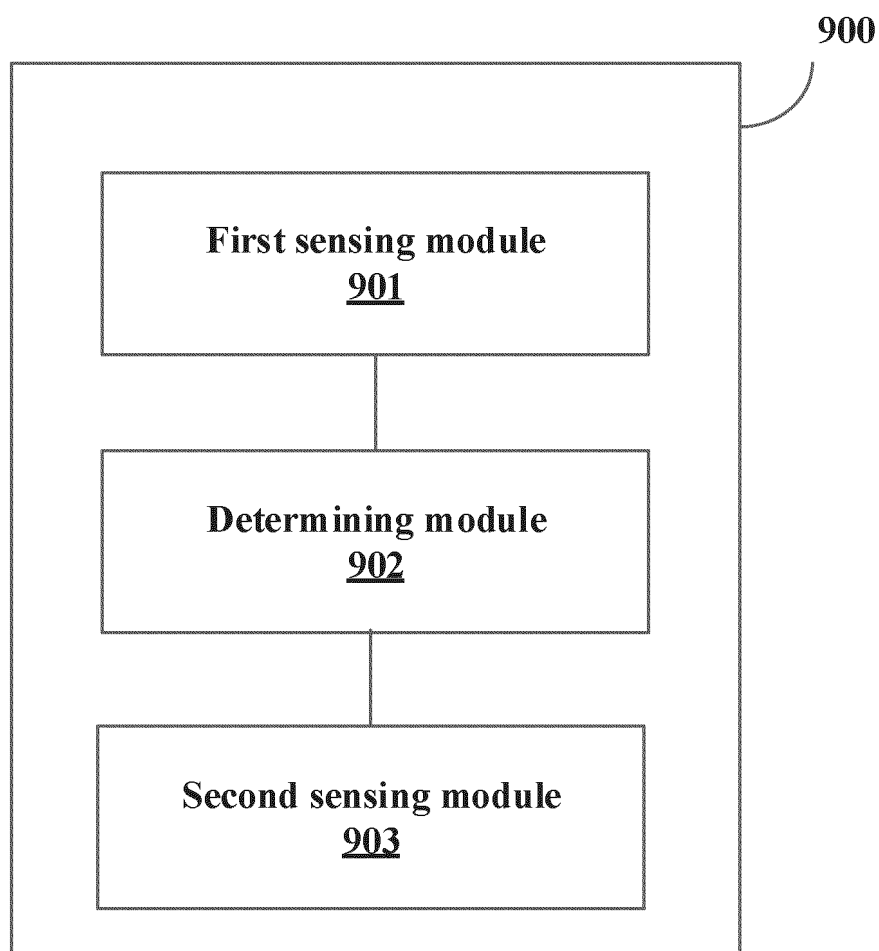 900
First sensing module
901
Determining module
902
Second sensing module
903